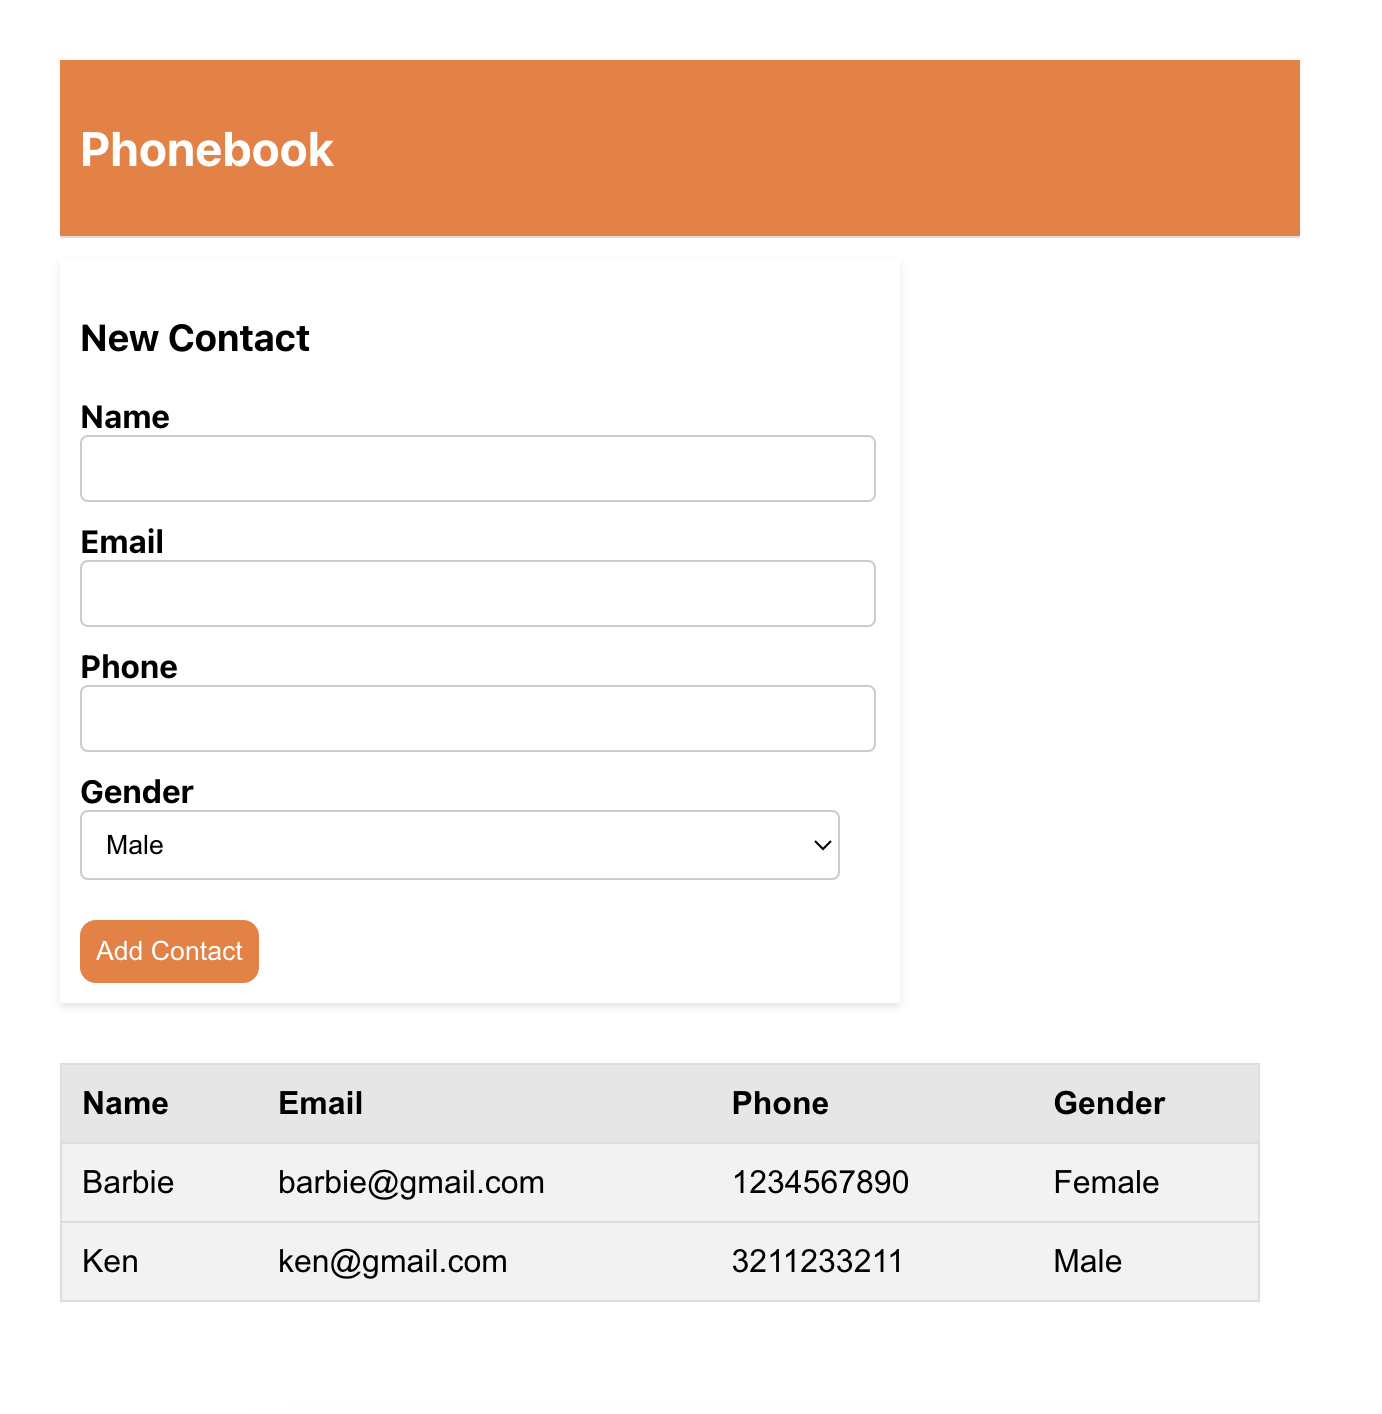 Phonebook
New Contact
Name
Email
Phone
Gender
Male
Add Contact
Name Email Phone Gender
Barbie barbie@gmail.com 1234567890 Female
Ken ken@gmail.com 3211233211 Male